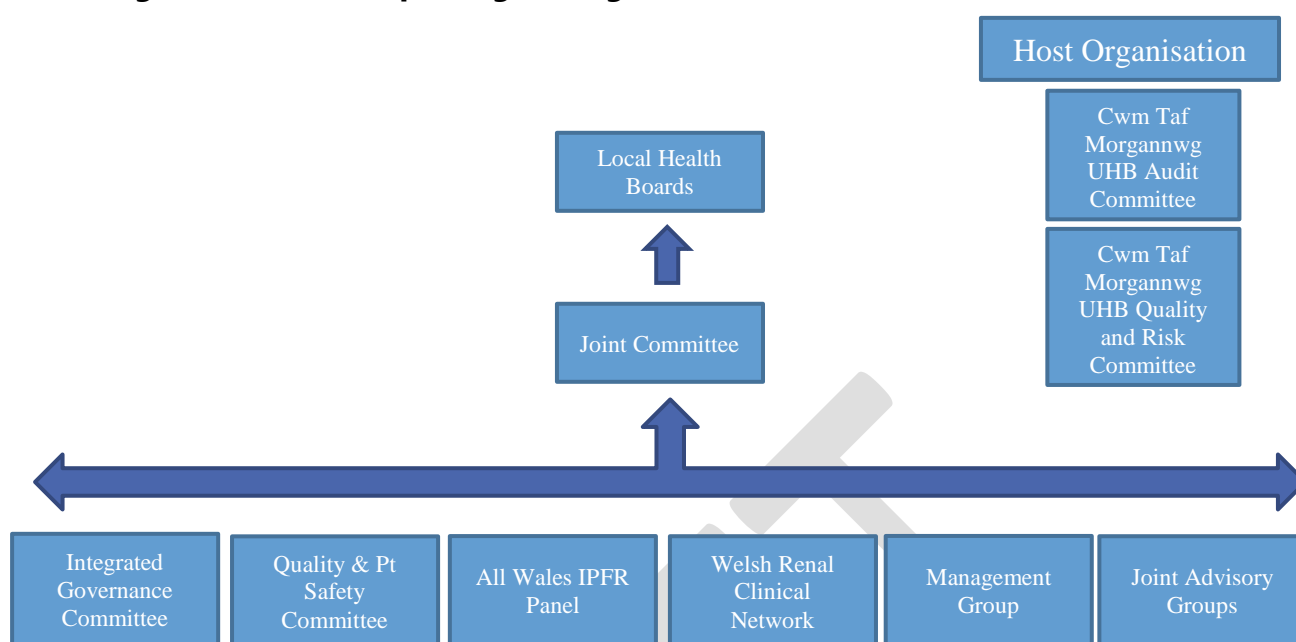 Host Organisation
Cwm Taf
Morgannwg
UHB Audit
Committee
Local Health
Boards
Cwm Taf
Morgannwg
UHB Quality
and Risk
Committee
Joint Committee
Integrated
Governance
Committee
Quality & Pt
Safety
Committee
All Wales IPFR
Panel
Welsh Renal
Clinical
Network
Management
Group
Joint Advisory
Groups